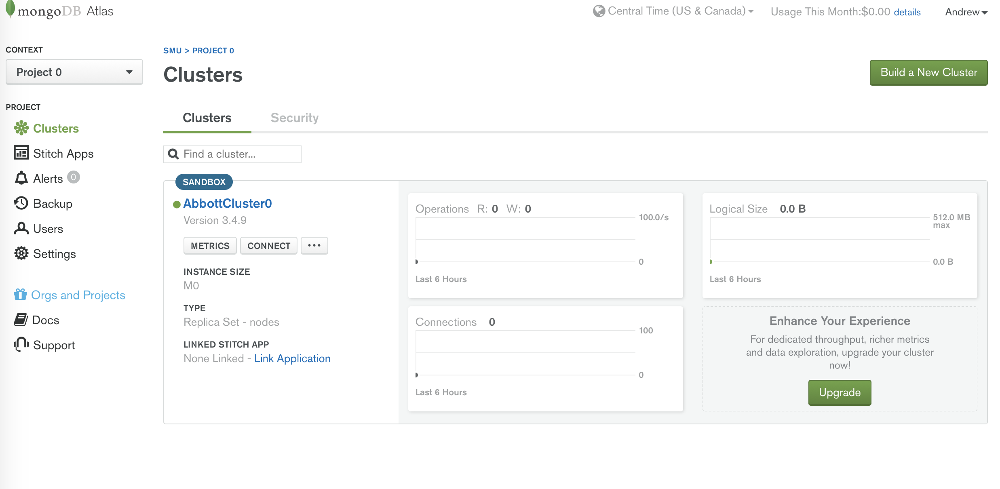 mongoDB Atlas
Central Time (US & Canada)
Usage This Month:$0.00 details
Andrew
CONTEXT
Project 0
PROJECT
Clusters
Stitch Apps
Alerts 0
Backup
Users
Settings
Orgs and Projects
Docs
Support
SMU > PROJECT 0
Clusters
Build a New Cluster
Clusters
Security
Find a cluster...
SANDBOX
AbbottCluster0
Version 3.4.9
METRICS
CONNECT
...
INSTANCE SIZE
M0
TYPE
Replica Set - nodes
LINKED STITCH APP
None Linked - Link Application
Operations R: 0 W: 0
100.0/s
0
Last 6 Hours
Logical Size 0.0 B
512.0 MB
max
0.0 B
Last 6 Hours
Connections 0
100
0
Last 6 Hours
Enhance Your Experience
For dedicated throughput, richer metrics
and data exploration, upgrade your cluster
now!
Upgrade